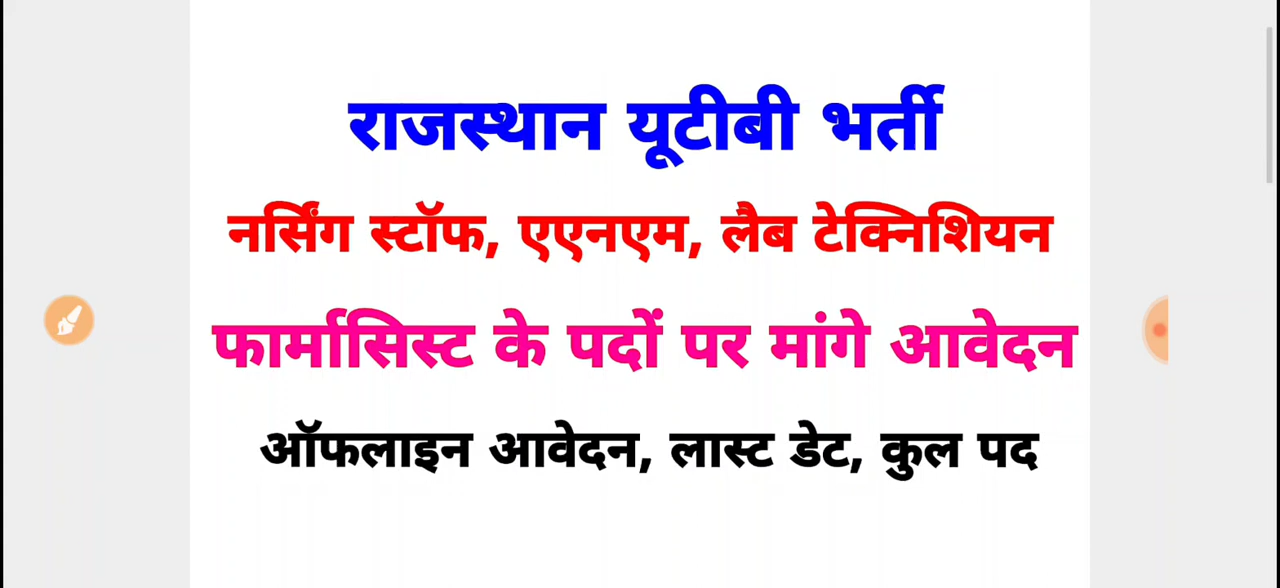 राजस्थान यूटीबी भर्ती
नर्सिंग स्टॉफ, एएनएम, लैब टेक्निशियन
फार्मासिस्ट के पदों पर मांगे आवेदन
ऑफलाइन आवेदन, लास्ट डेट, कुल पद